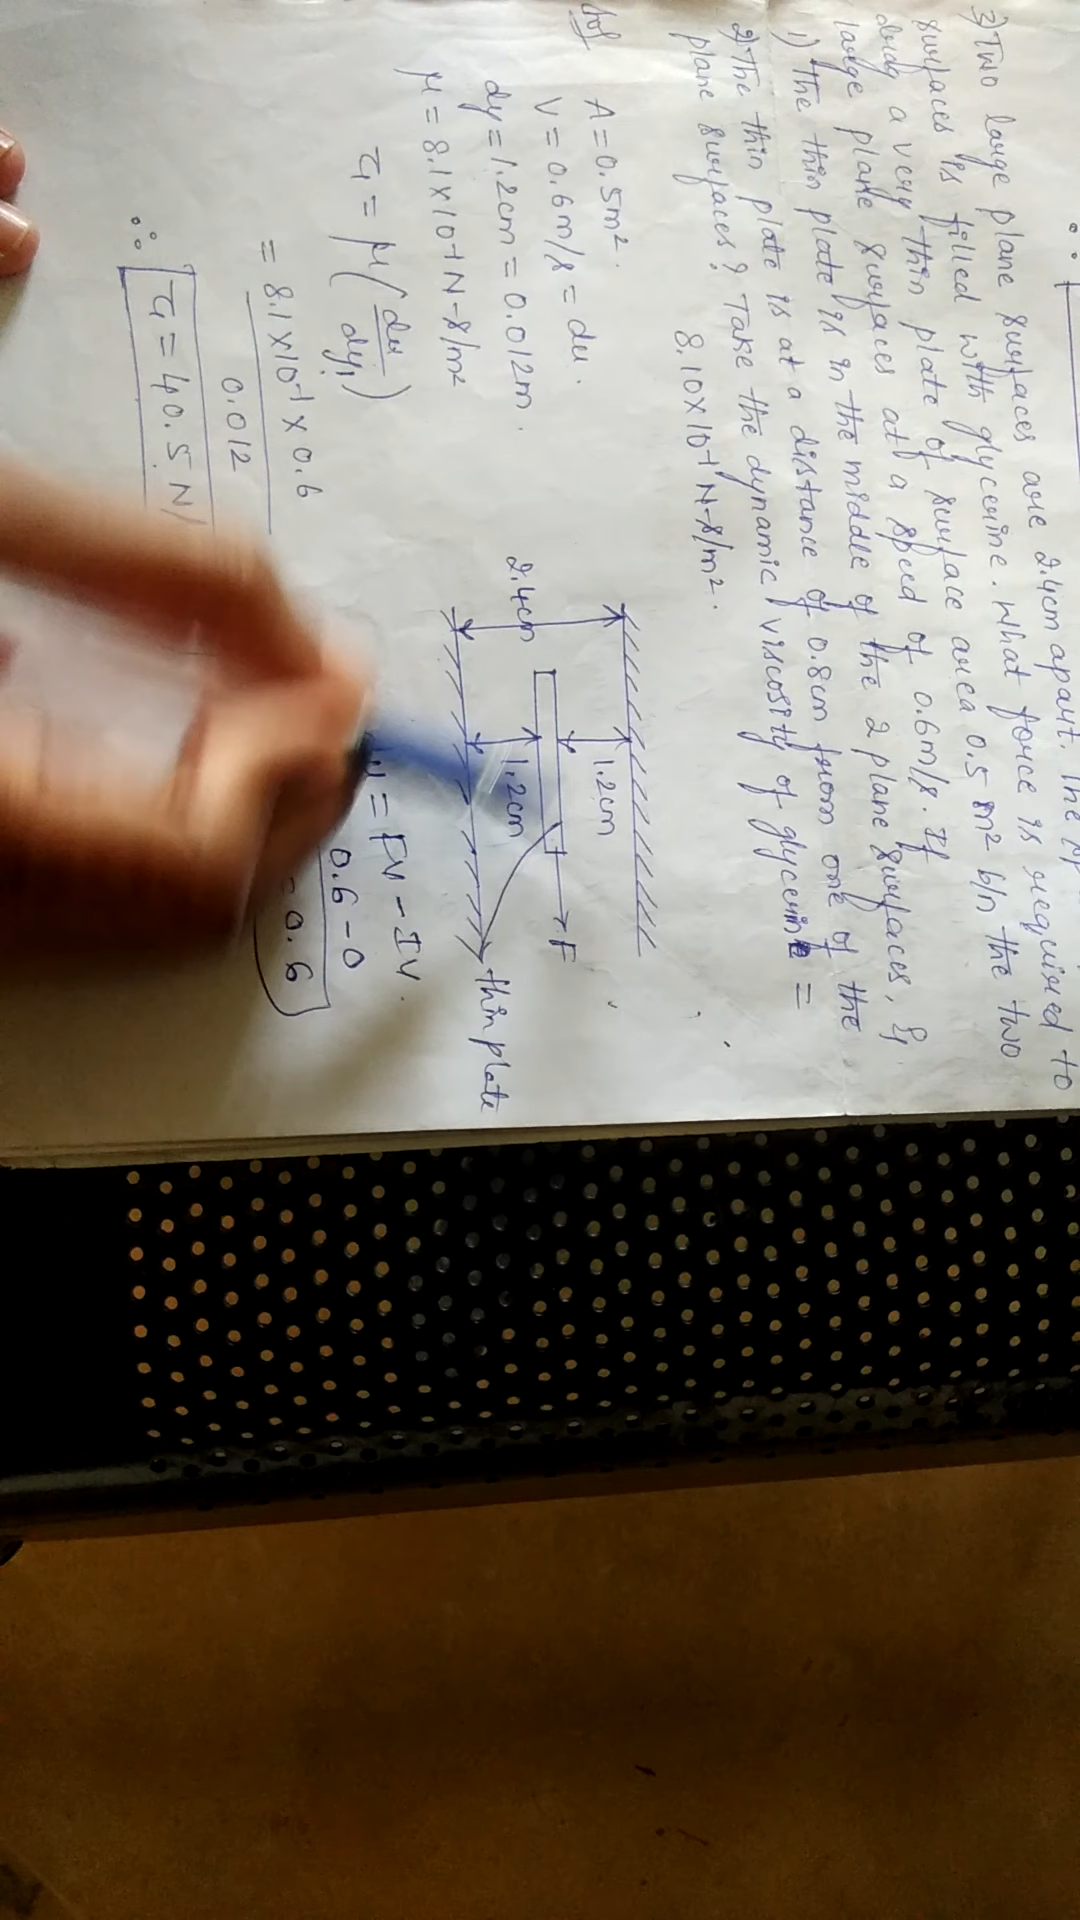 3) Two large plane surfaces are 2.4cm apart. The
surfaces is filled with glycerine. what force is required to
drag a very thin plate of surface area 0.5 m² b/n the two
large plane surfaces at a speed of 0.6m/s. If
1) The thin plate is in the middle of the 2 plane surfaces, &
2) The thin plate is at a distance of 0.8cm from one of the
plane surfaces? Take the dynamic viscosity of glycerine =
8.10x10-1 N-s/m².
Sol
A = 0.5m².
V = 0.6m/s = du.
dy = 1.2cm = 0.012m.
μ = 8.1x10-1 N-s/m²
τ1 = μ(du/dy1)
= 8.1x10-1 x 0.6
0.012
∴ τ1 = 40.5 N/
2.4cm
1.2cm
1.2cm
F
thin plate
= FV - IV.
0.6 - 0
= 0.6